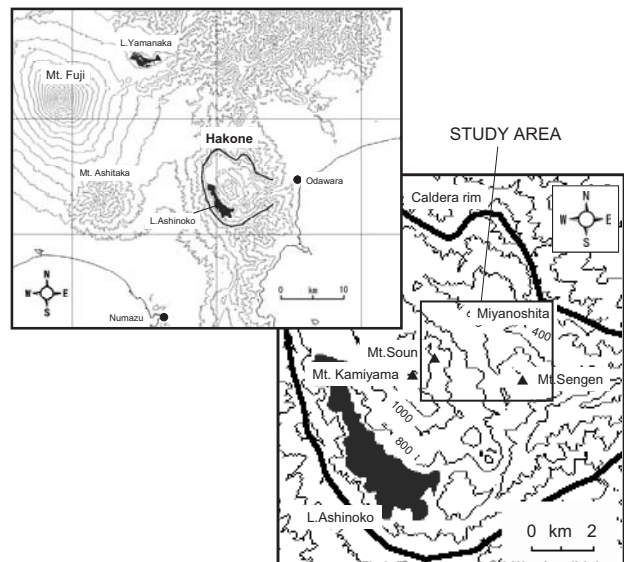 L.Yamanaka
Mt. Fuji
Hakone
Mt. Ashitaka
Odawara
L.Ashinoko
N
W E
S
0 km 10
Numazu
STUDY AREA
Caldera rim
N
W E
S
Miyanoshita
400
Mt.Soun
Mt. Kamiyama
Mt.Sengen
1000
800
L.Ashinoko
0 km 2